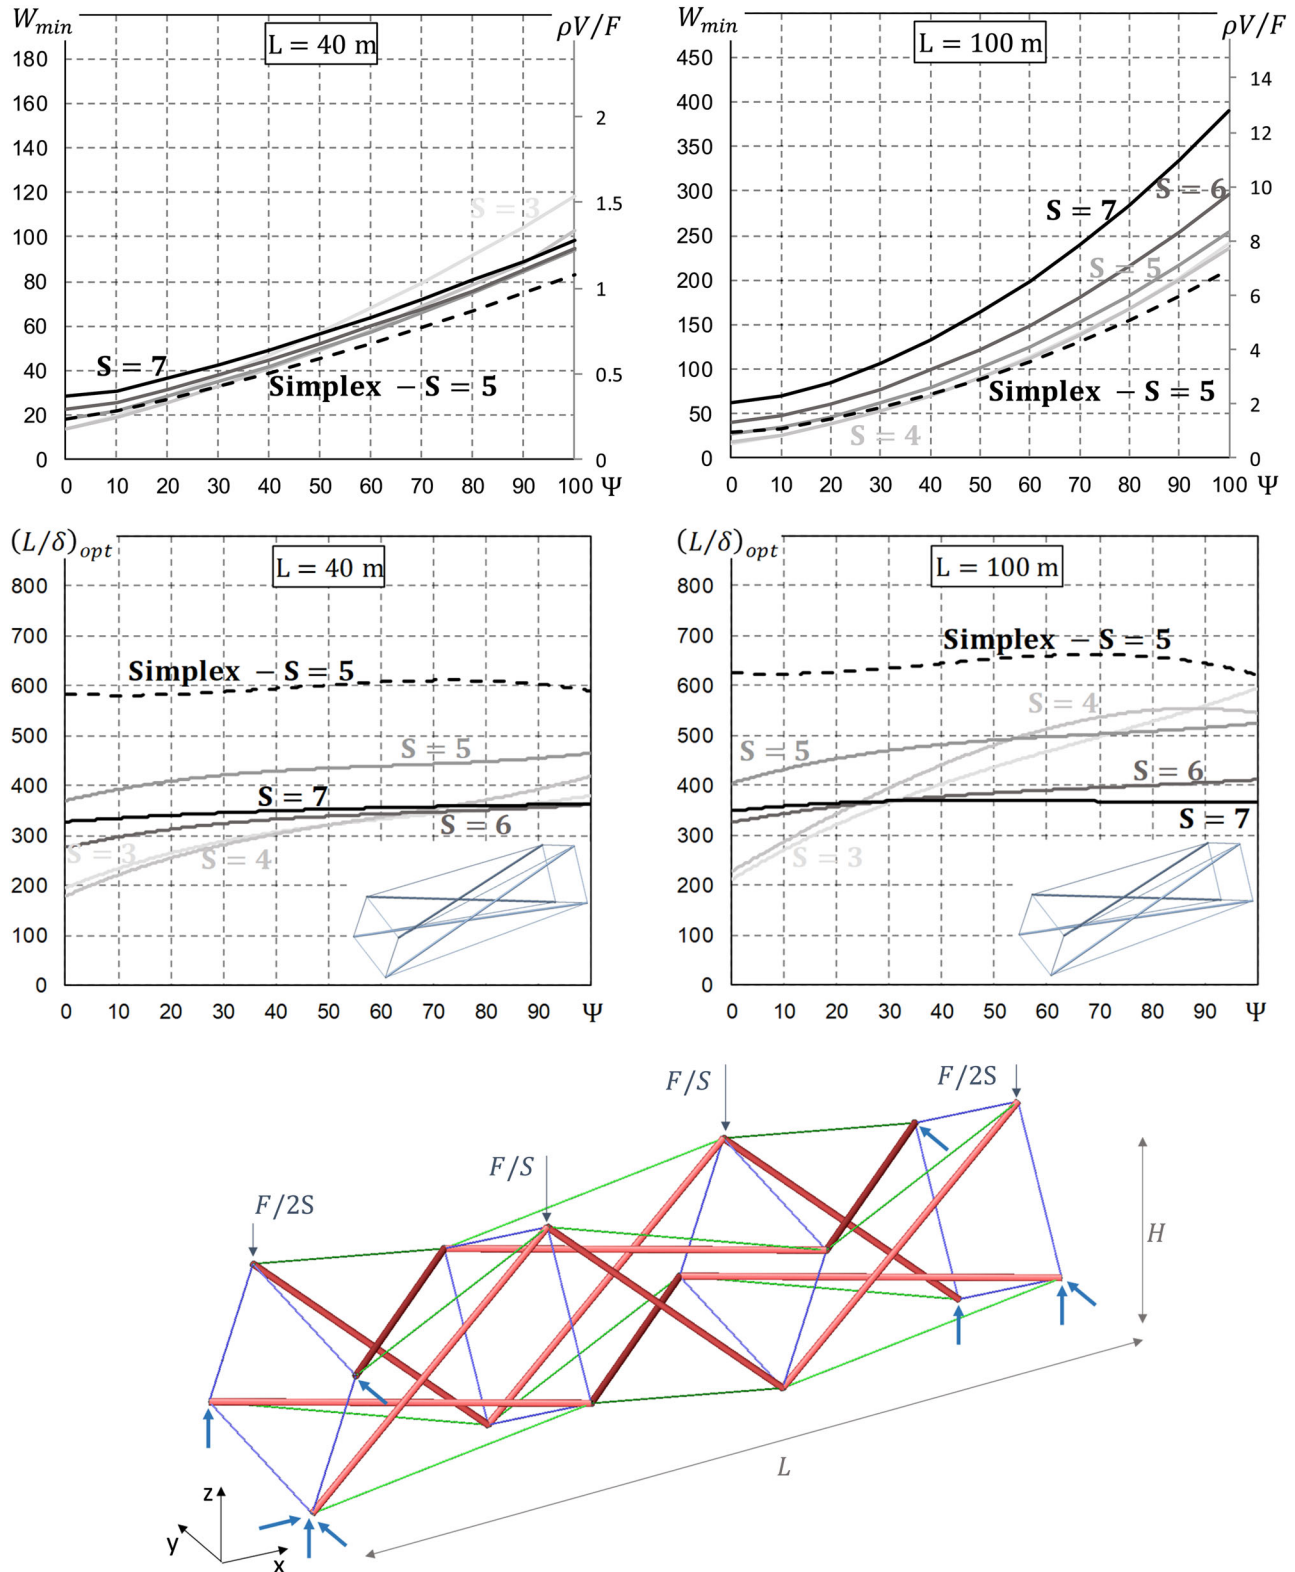 W_min
L = 40 m
ρV/F
180
160
140
120
100
80
60
40
20
0
2
1.5
1
0.5
0
S = 3
S = 7
Simplex – S = 5
0 10 20 30 40 50 60 70 80 90 100 Ψ
W_min
L = 100 m
ρV/F
450
400
350
300
250
200
150
100
50
0
14
12
10
8
6
4
2
0
S = 6
S = 7
S = 5
Simplex – S = 5
S = 4
0 10 20 30 40 50 60 70 80 90 100 Ψ
(L/δ)_opt
L = 40 m
800
700
600
500
400
300
200
100
0
Simplex – S = 5
S = 5
S = 7
S = 6
S = 3
S = 4
0 10 20 30 40 50 60 70 80 90 Ψ
(L/δ)_opt
L = 100 m
800
700
600
500
400
300
200
100
0
Simplex – S = 5
S = 4
S = 5
S = 6
S = 7
S = 3
0 10 20 30 40 50 60 70 80 90 Ψ
F/S
F/2S
F/S
F/2S
H
L
z
y
x